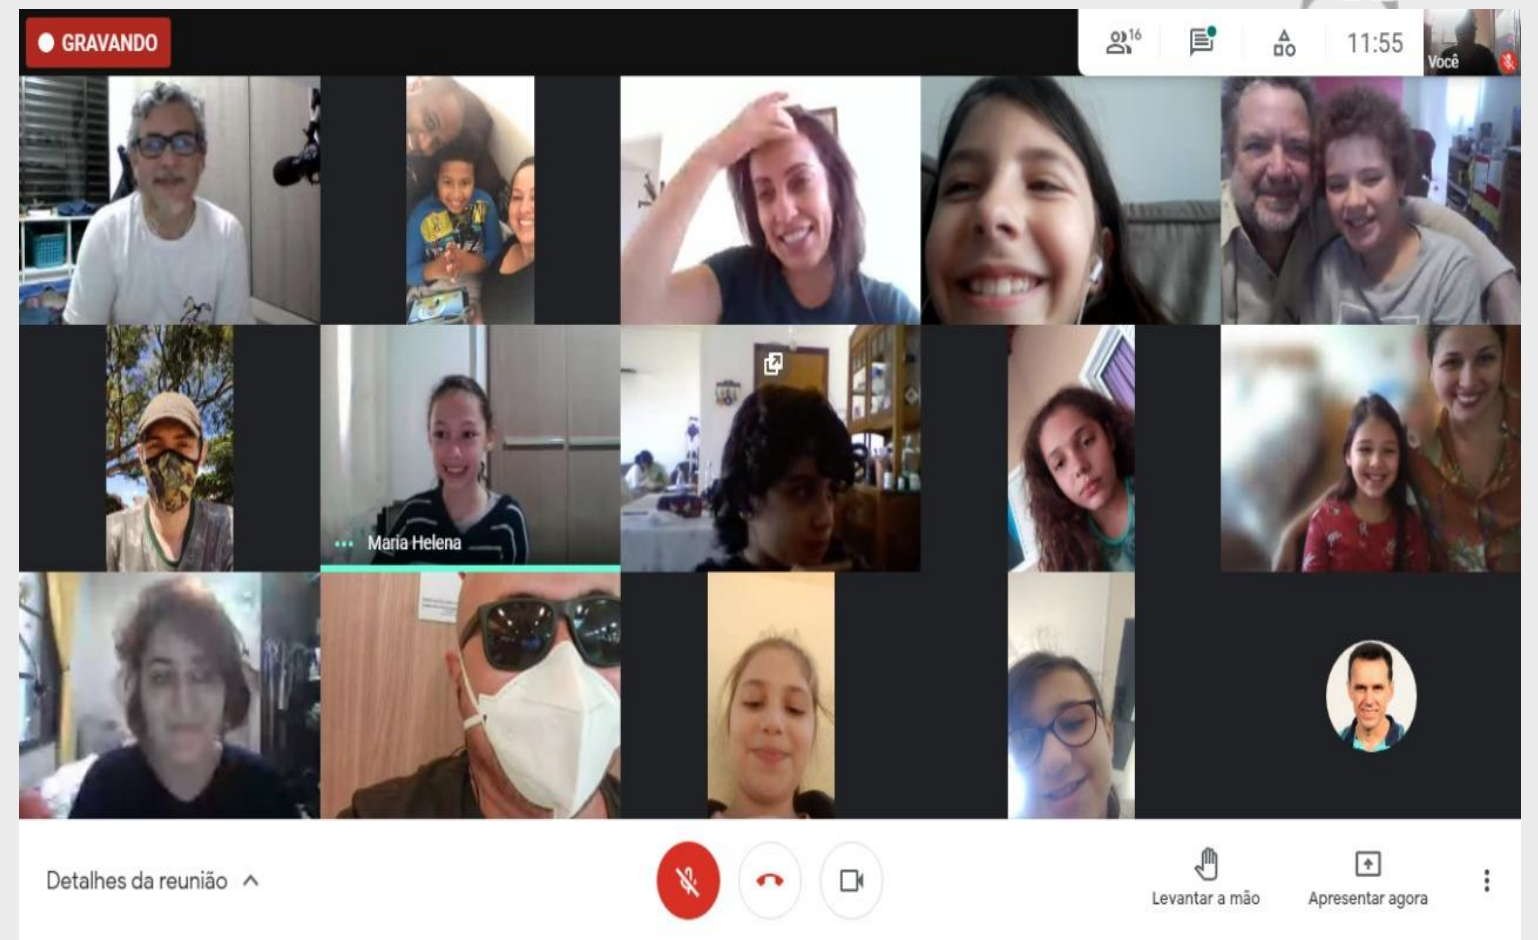 GRAVANDO
16
11:55
Você
Maria Helena
Detalhes da reunião
Levantar a mão
Apresentar agora